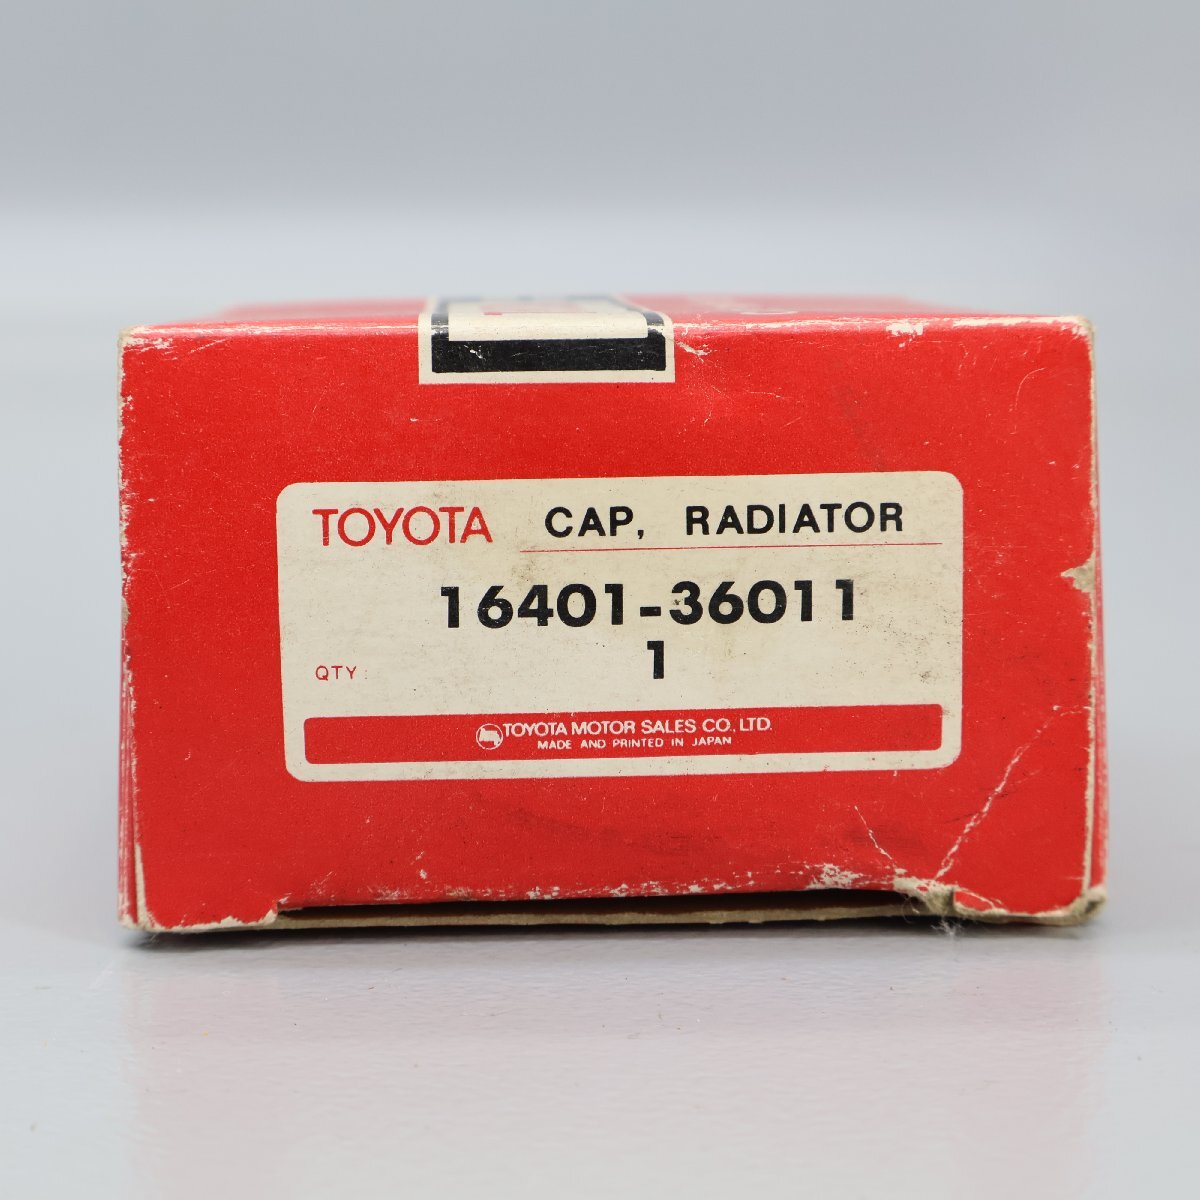 TOYOTA CAP, RADIATOR
16401-36011
QTY: 1
TOYOTA MOTOR SALES CO., LTD.
MADE AND PRINTED IN JAPAN